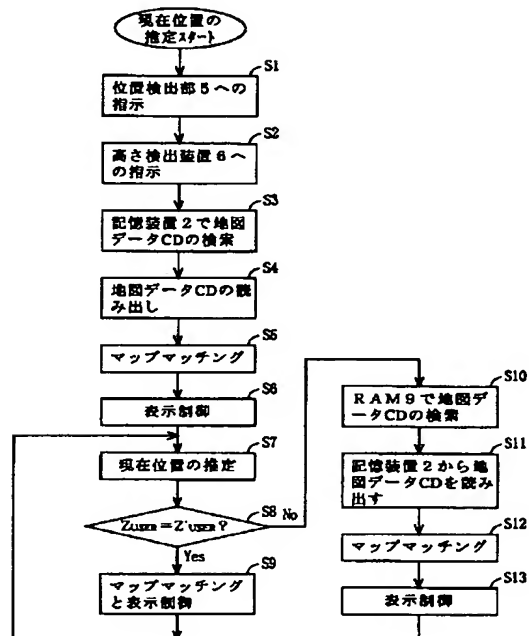 現在位置の
推定スタート
S1
位置検出部5への
指示
S2
高さ検出装置6へ
の指示
S3
記憶装置2で地図
データCDの検索
S4
地図データCDの読
み出し
S5
マップマッチング
S6
表示制御
S7
現在位置の推定
S8
ZUSER=Z'USER?
No
Yes
S9
マップマッチング
と表示制御
S10
RAM9で地図デ
ータCDの検索
S11
記憶装置2から地
図データCDを読み
出す
S12
マップマッチング
S13
表示制御